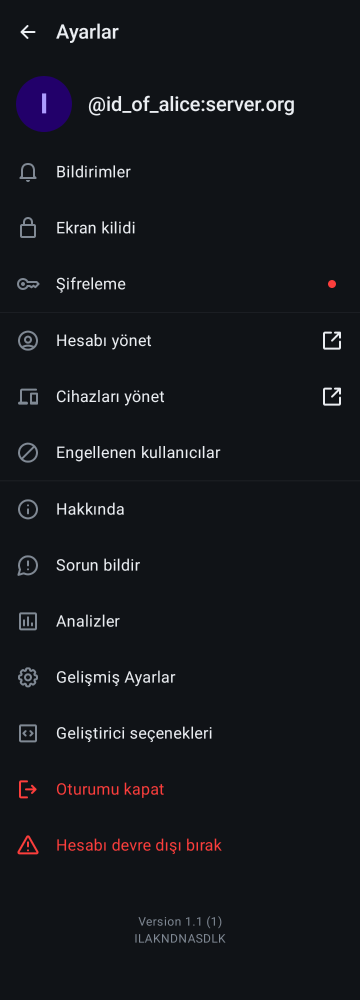 Ayarlar
I
@id_of_alice:server.org
Bildirimler
Ekran kilidi
Şifreleme
Hesabı yönet
Cihazları yönet
Engellenen kullanıcılar
Hakkında
Sorun bildir
Analizler
Gelişmiş Ayarlar
Geliştirici seçenekleri
Oturumu kapat
Hesabı devre dışı bırak
Version 1.1 (1)
ILAKNDNASDLK